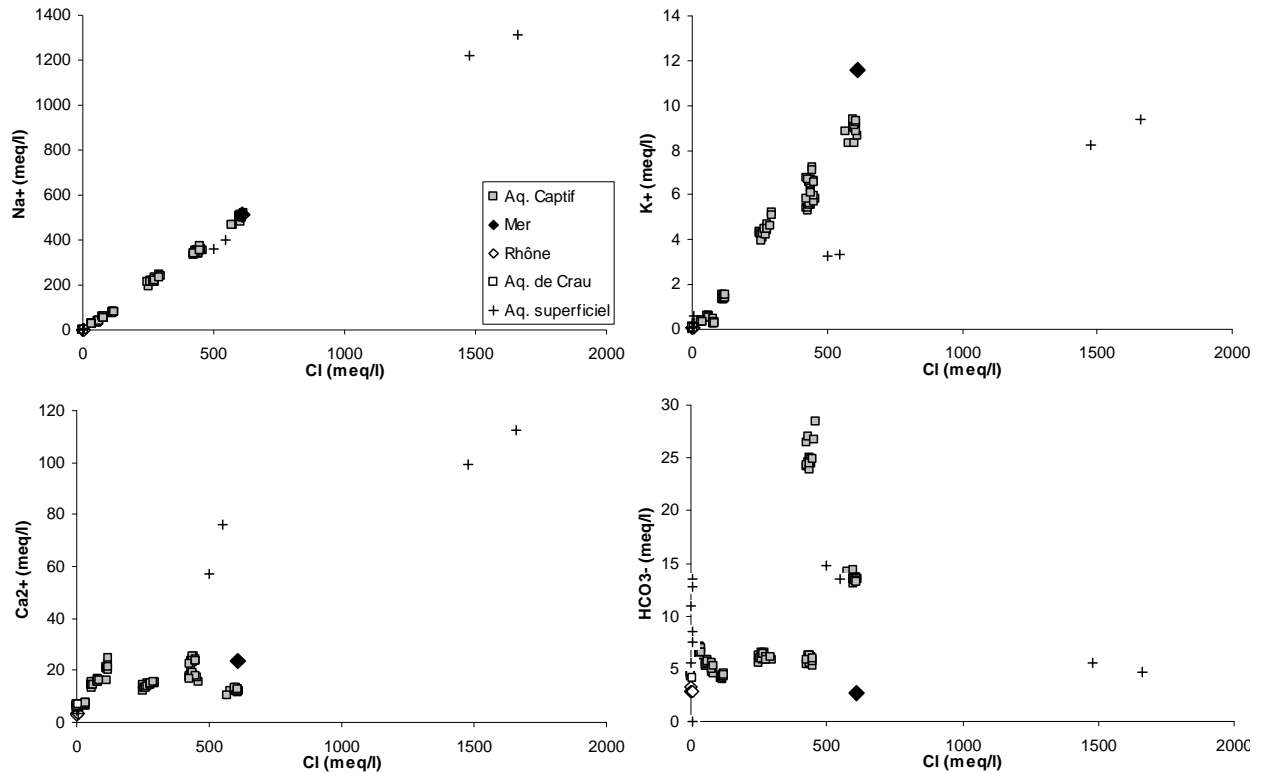 1400
1200
1000
800
600
400
200
0
Na+ (meq/l)
0 500 1000 1500 2000
Cl (meq/l)
Aq. Captif
Mer
Rhône
Aq. de Crau
Aq. superficiel
14
12
10
8
6
4
2
0
K+ (meq/l)
0 500 1000 1500 2000
Cl (meq/l)
120
100
80
60
40
20
0
Ca2+ (meq/l)
0 500 1000 1500 2000
Cl (meq/l)
30
25
20
15
10
5
0
HCO3- (meq/l)
0 500 1000 1500 2000
Cl (meq/l)